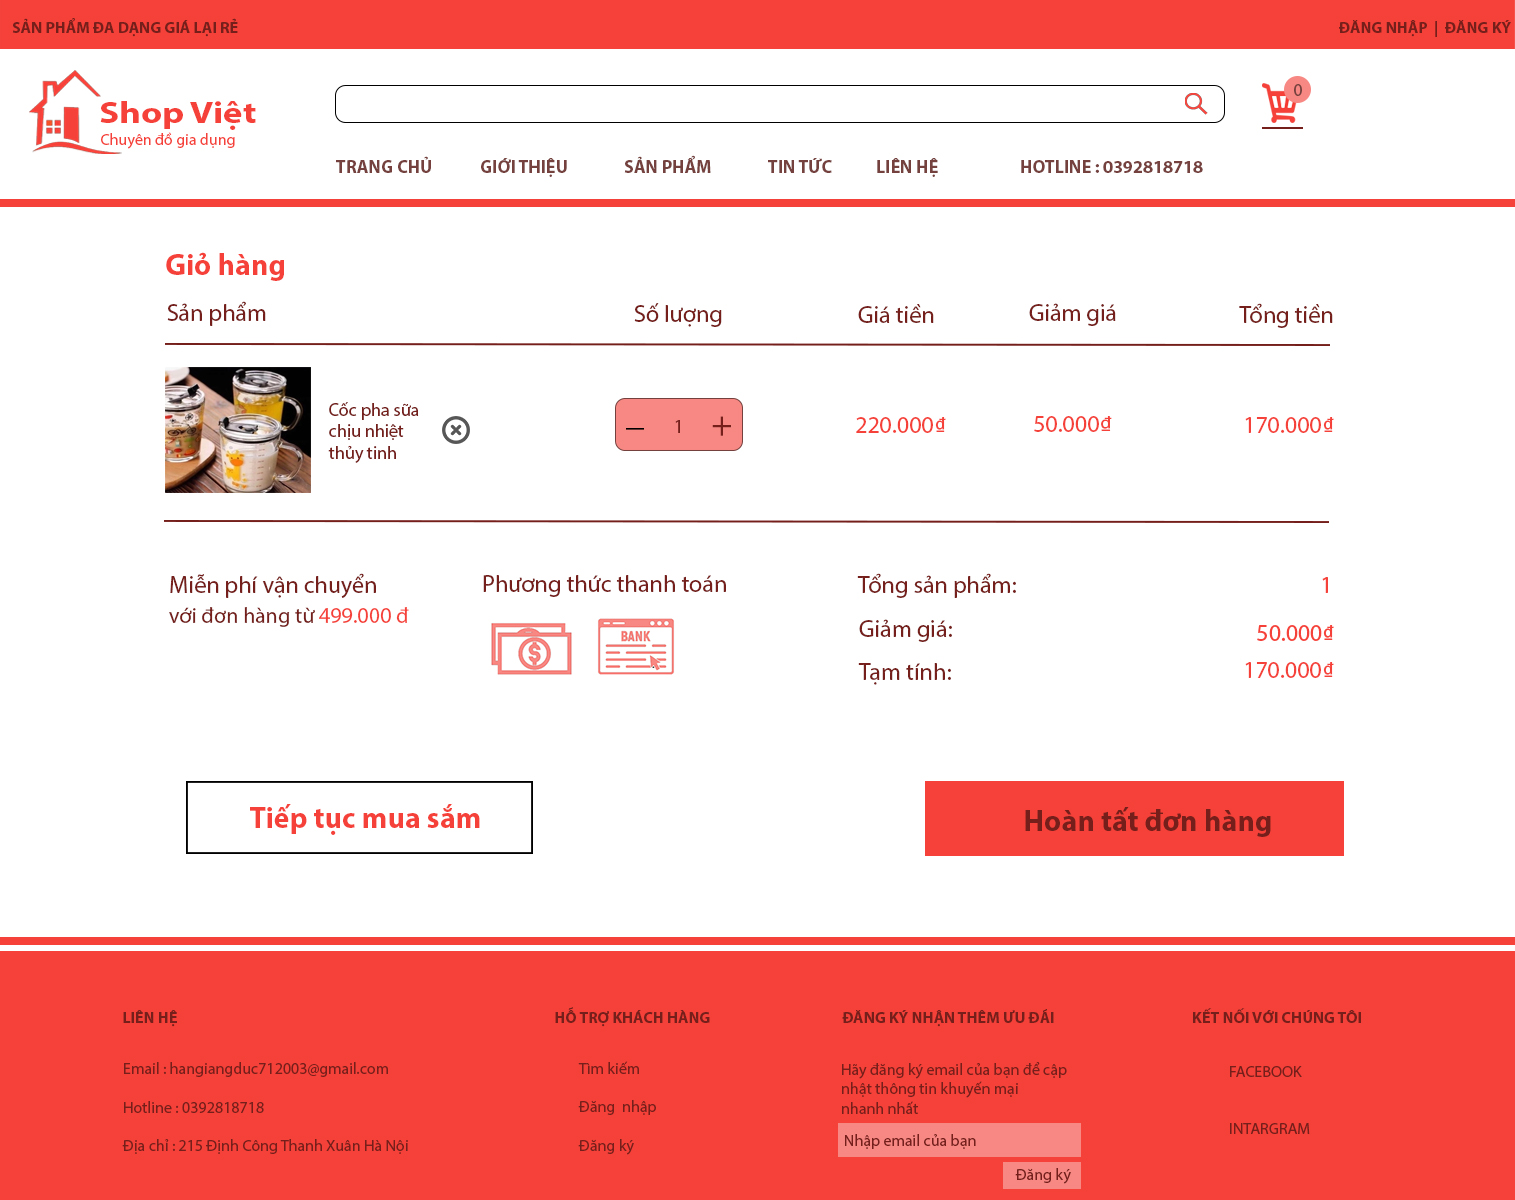 SẢN PHẨM ĐA DẠNG GIÁ LẠI RẺ
ĐĂNG NHẬP | ĐĂNG KÝ
Shop Việt
Chuyên đồ gia dụng
0
TRANG CHỦ GIỚI THIỆU SẢN PHẨM TIN TỨC LIÊN HỆ HOTLINE : 0392818718
Giỏ hàng
Sản phẩm Số lượng Giá tiền Giảm giá Tổng tiền
Cốc pha sữa
chịu nhiệt
thủy tinh
1 220.000₫ 50.000₫ 170.000₫
Miễn phí vận chuyển
với đơn hàng từ 499.000 đ
Phương thức thanh toán
BANK
Tổng sản phẩm: 1
Giảm giá: 50.000₫
Tạm tính: 170.000₫
Tiếp tục mua sắm
Hoàn tất đơn hàng
LIÊN HỆ
Email : hangiangduc712003@gmail.com
Hotline : 0392818718
Địa chỉ : 215 Định Công Thanh Xuân Hà Nội
HỖ TRỢ KHÁCH HÀNG
Tìm kiếm
Đăng nhập
Đăng ký
ĐĂNG KÝ NHẬN THÊM ƯU ĐÃI
Hãy đăng ký email của bạn để cập
nhật thông tin khuyến mại
nhanh nhất
Nhập email của bạn
Đăng ký
KẾT NỐI VỚI CHÚNG TÔI
FACEBOOK
INTARGRAM